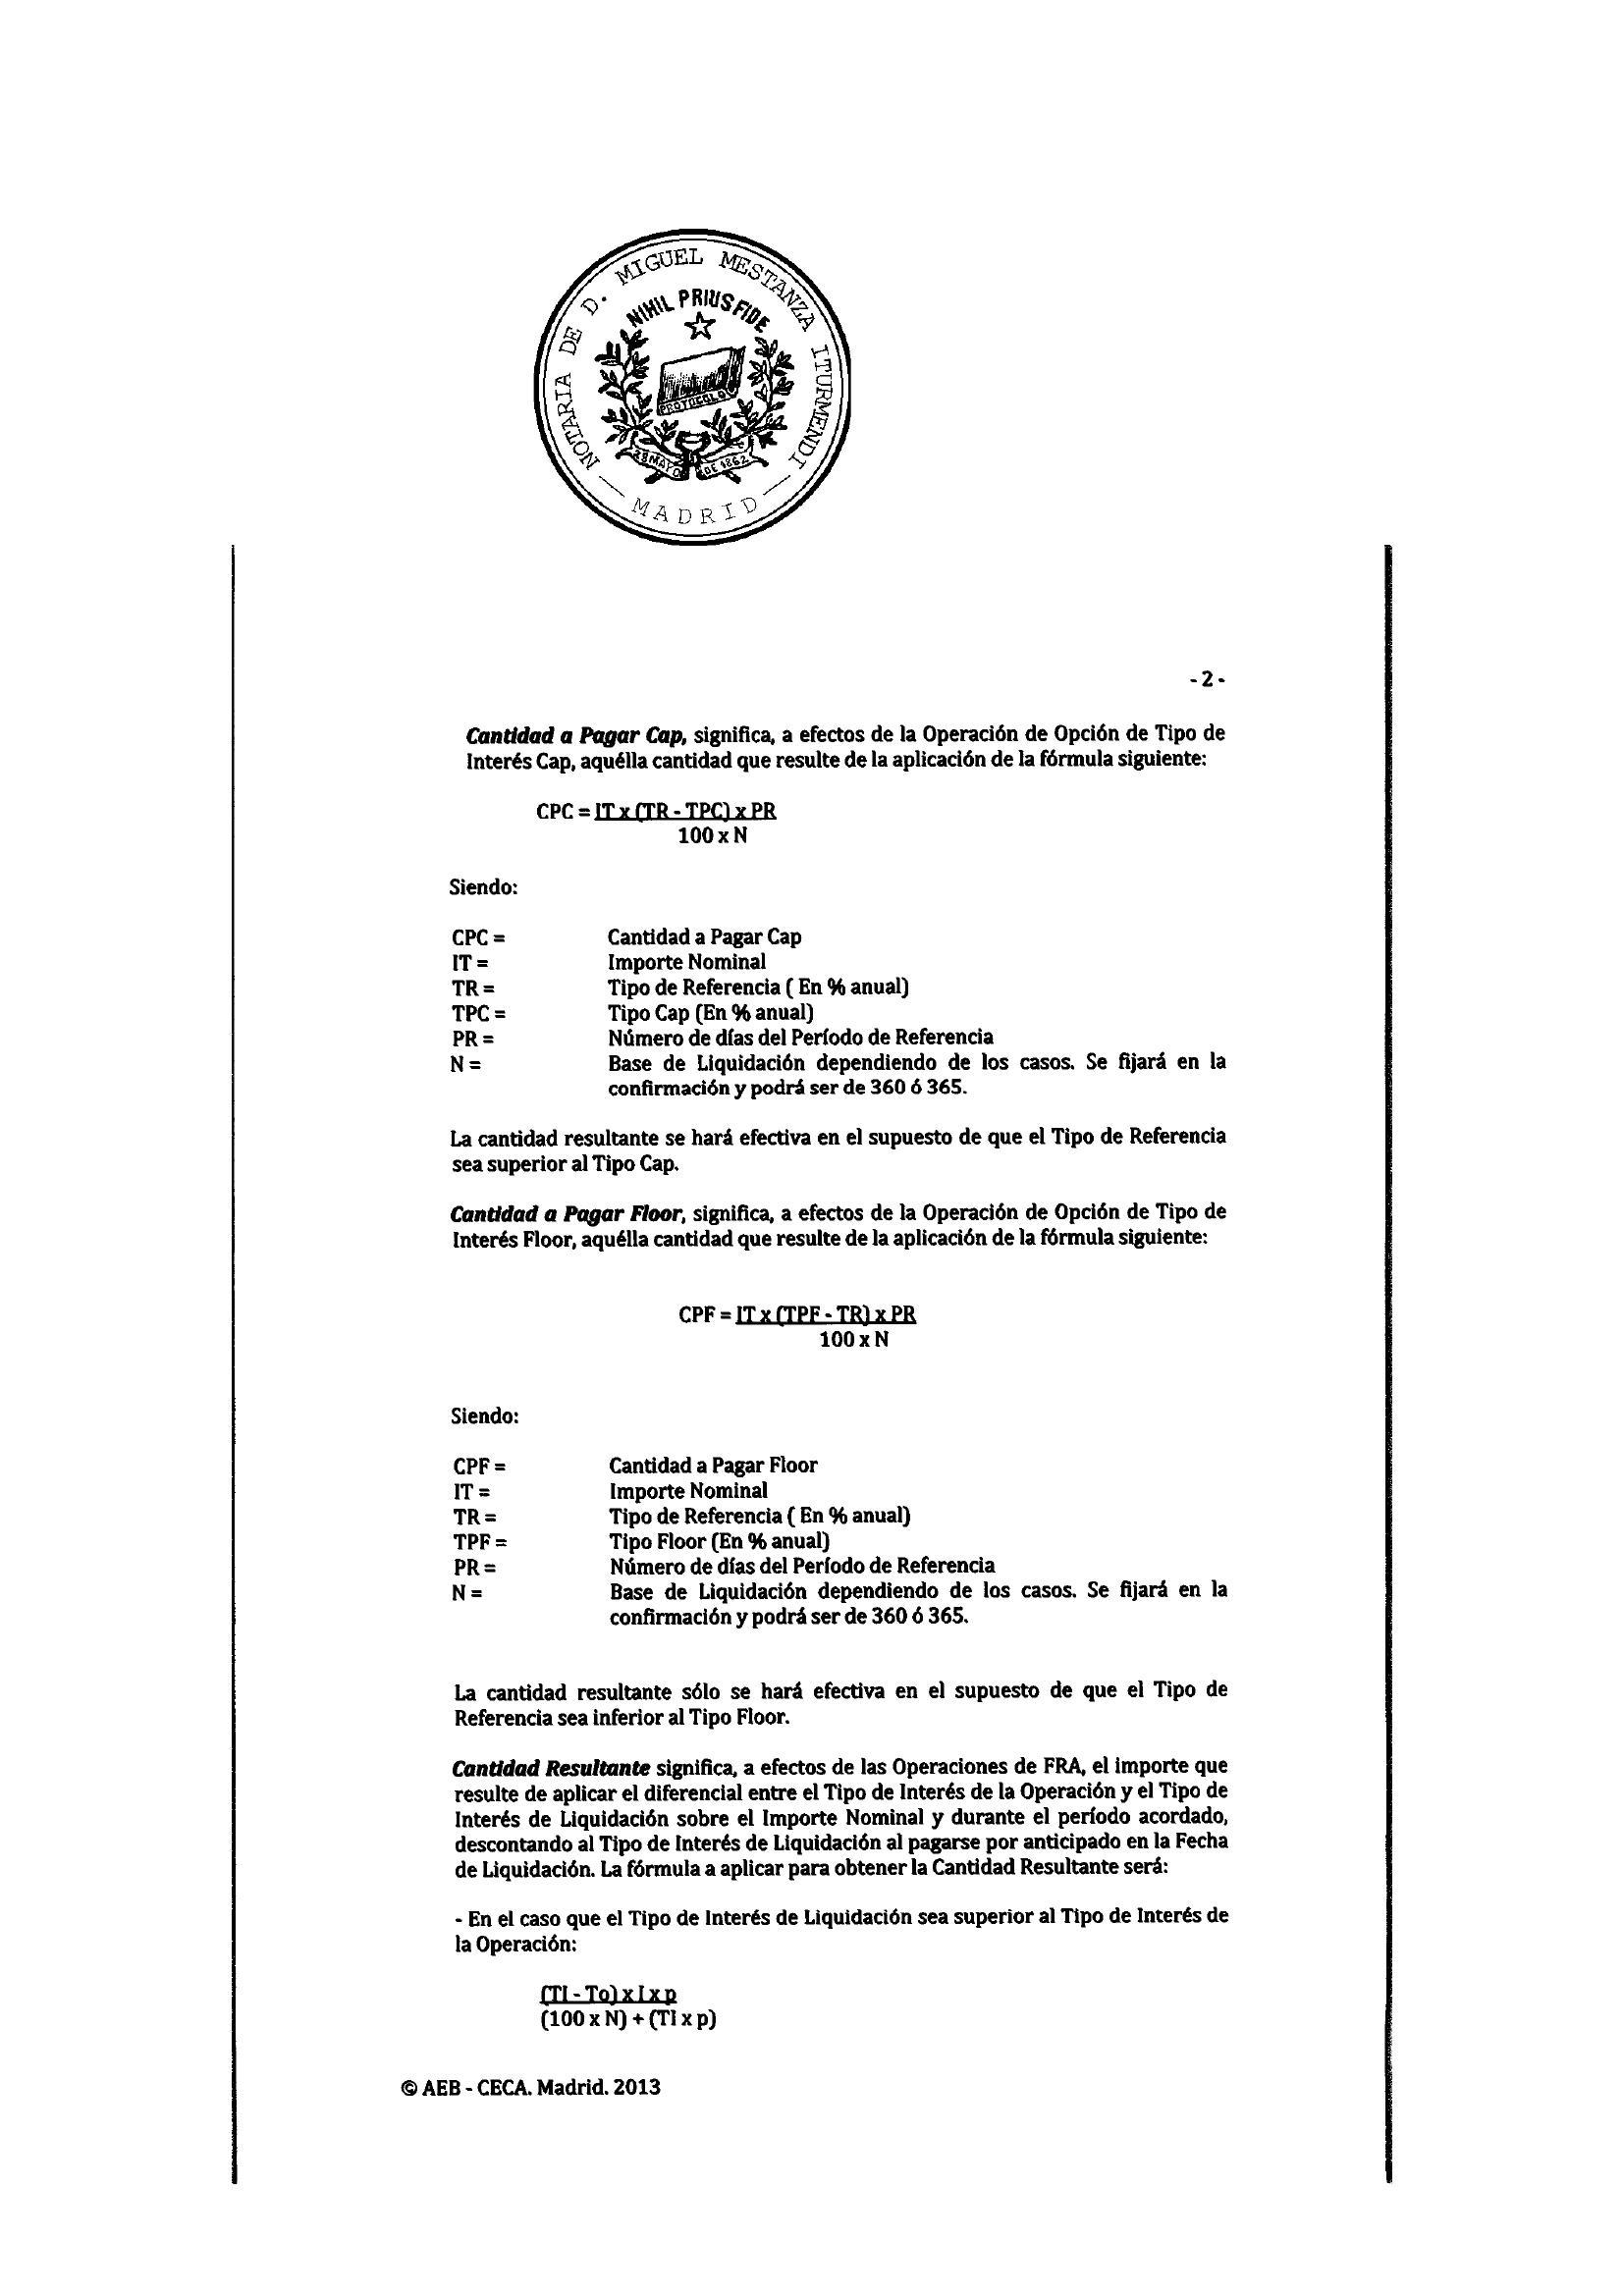 NOTARIA DE D. MIGUEL MESTANZA ITURMENDI
NIHIL PRIUS FIDE
PROTOCOLO
28 MAYO DE 1862
MADRID
- 2 -
Cantidad a Pagar Cap, significa, a efectos de la Operación de Opción de Tipo de
Interés Cap, aquélla cantidad que resulte de la aplicación de la fórmula siguiente:
CPC = IT x (TR - TPC) x PR
100 x N
Siendo:
CPC = Cantidad a Pagar Cap
IT = Importe Nominal
TR = Tipo de Referencia ( En % anual)
TPC = Tipo Cap (En % anual)
PR = Número de días del Período de Referencia
N = Base de Liquidación dependiendo de los casos. Se fijará en la
confirmación y podrá ser de 360 ó 365.
La cantidad resultante se hará efectiva en el supuesto de que el Tipo de Referencia
sea superior al Tipo Cap.
Cantidad a Pagar Floor, significa, a efectos de la Operación de Opción de Tipo de
Interés Floor, aquélla cantidad que resulte de la aplicación de la fórmula siguiente:
CPF = IT x (TPF - TR) x PR
100 x N
Siendo:
CPF = Cantidad a Pagar Floor
IT = Importe Nominal
TR = Tipo de Referencia ( En % anual)
TPF = Tipo Floor (En % anual)
PR = Número de días del Período de Referencia
N = Base de Liquidación dependiendo de los casos. Se fijará en la
confirmación y podrá ser de 360 ó 365.
La cantidad resultante sólo se hará efectiva en el supuesto de que el Tipo de
Referencia sea inferior al Tipo Floor.
Cantidad Resultante significa, a efectos de las Operaciones de FRA, el importe que
resulte de aplicar el diferencial entre el Tipo de Interés de la Operación y el Tipo de
Interés de Liquidación sobre el Importe Nominal y durante el período acordado,
descontando al Tipo de Interés de Liquidación al pagarse por anticipado en la Fecha
de Liquidación. La fórmula a aplicar para obtener la Cantidad Resultante será:
- En el caso que el Tipo de Interés de Liquidación sea superior al Tipo de Interés de
la Operación:
(Tl - To) x I x p
(100 x N) + (Tl x p)
© AEB - CECA. Madrid. 2013